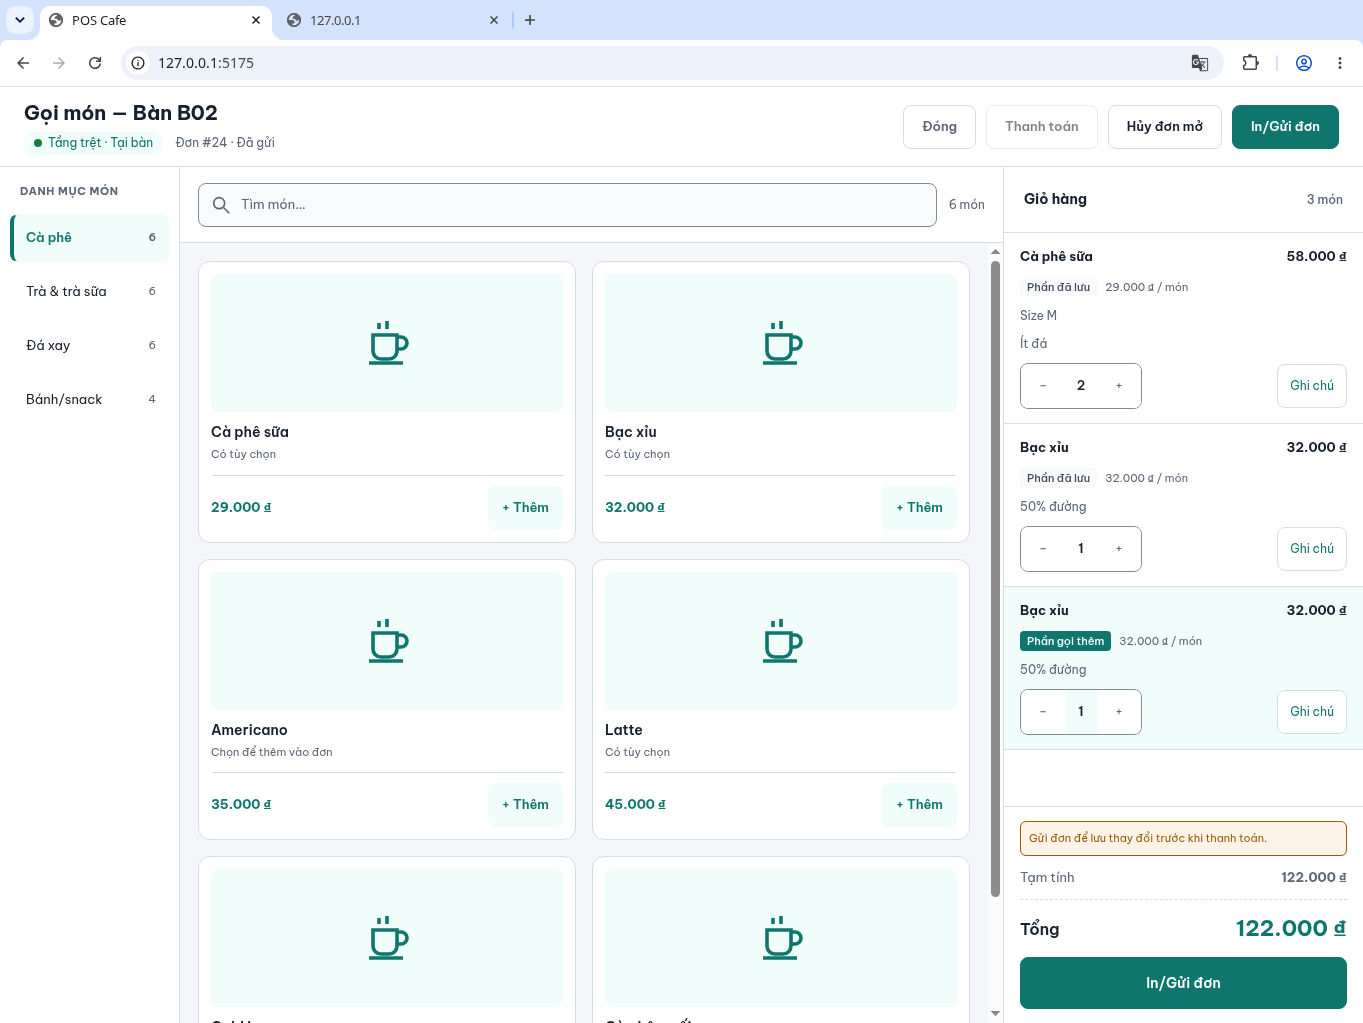 POS Cafe
127.0.0.1
127.0.0.1:5175
Gọi món — Bàn B02
Tầng trệt · Tại bàn
Đơn #24 · Đã gửi
Đóng
Thanh toán
Hủy đơn mở
In/Gửi đơn
DANH MỤC MÓN
Cà phê 6
Trà & trà sữa 6
Đá xay 6
Bánh/snack 4
Tìm món...
6 món
Cà phê sữa
Có tùy chọn
29.000 ₫
+ Thêm
Bạc xỉu
Có tùy chọn
32.000 ₫
+ Thêm
Americano
Chọn để thêm vào đơn
35.000 ₫
+ Thêm
Latte
Có tùy chọn
45.000 ₫
+ Thêm
Giỏ hàng
3 món
Cà phê sữa 58.000 ₫
Phần đã lưu 29.000 ₫ / món
Size M
Ít đá
− 2 +
Ghi chú
Bạc xỉu 32.000 ₫
Phần đã lưu 32.000 ₫ / món
50% đường
− 1 +
Ghi chú
Bạc xỉu 32.000 ₫
Phần gọi thêm 32.000 ₫ / món
50% đường
− 1 +
Ghi chú
Gửi đơn để lưu thay đổi trước khi thanh toán.
Tạm tính 122.000 ₫
Tổng 122.000 ₫
In/Gửi đơn